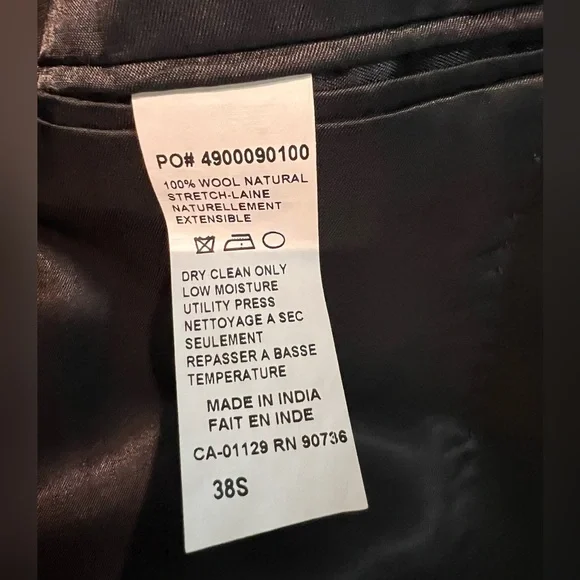 PO# 4900090100
100% WOOL NATURAL
STRETCH-LAINE
NATURELLEMENT
EXTENSIBLE
DRY CLEAN ONLY
LOW MOISTURE
UTILITY PRESS
NETTOYAGE A SEC
SEULEMENT
REPASSER A BASSE
TEMPERATURE
MADE IN INDIA
FAIT EN INDE
CA-01129 RN 90736
38S